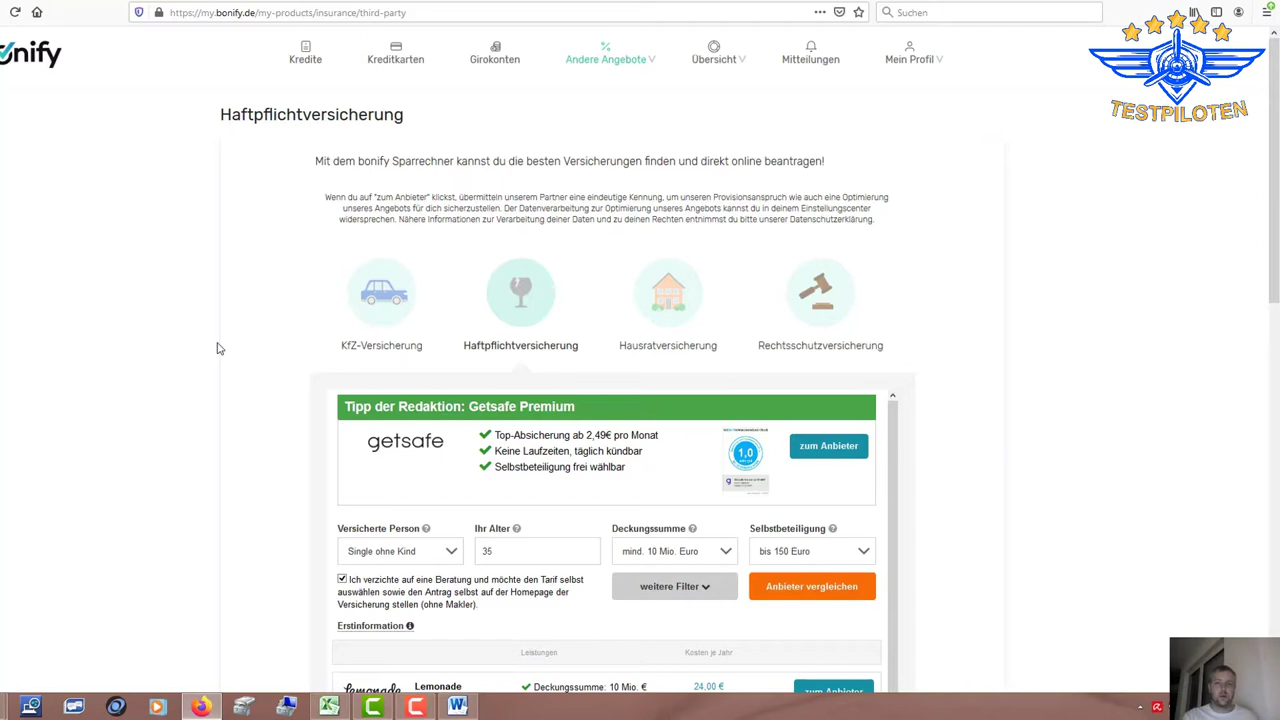 https://my.bonify.de/my-products/insurance/third-party
Suchen
onify
Kredite
Kreditkarten
Girokonten
Andere Angebote
Übersicht
Mitteilungen
Mein Profil
TESTPILOTEN
Haftpflichtversicherung
Mit dem bonify Sparrechner kannst du die besten Versicherungen finden und direkt online beantragen!
Wenn du auf "zum Anbieter" klickst, übermitteln unserem Partner eine eindeutige Kennung, um unseren Provisionsanspruch wie auch eine Optimierung
unseres Angebots für dich sicherzustellen. Der Datenverarbeitung zur Optimierung unseres Angebots kannst du in deinem Einstellungscenter
widersprechen. Nähere Informationen zur Verarbeitung deiner Daten und zu deinen Rechten entnimmst du bitte unserer Datenschutzerklärung.
KfZ-Versicherung
Haftpflichtversicherung
Hausratversicherung
Rechtsschutzversicherung
Tipp der Redaktion: Getsafe Premium
getsafe
Top-Absicherung ab 2,49€ pro Monat
Keine Laufzeiten, täglich kündbar
Selbstbeteiligung frei wählbar
1,0
zum Anbieter
Versicherte Person
Ihr Alter
Deckungssumme
Selbstbeteiligung
Single ohne Kind
35
mind. 10 Mio. Euro
bis 150 Euro
Ich verzichte auf eine Beratung und möchte den Tarif selbst
auswählen sowie den Antrag selbst auf der Homepage der
Versicherung stellen (ohne Makler).
weitere Filter
Anbieter vergleichen
Erstinformation
Leistungen
Kosten je Jahr
lemonade
Lemonade
Deckungssumme: 10 Mio. €
24,00 €
zum Anbieter